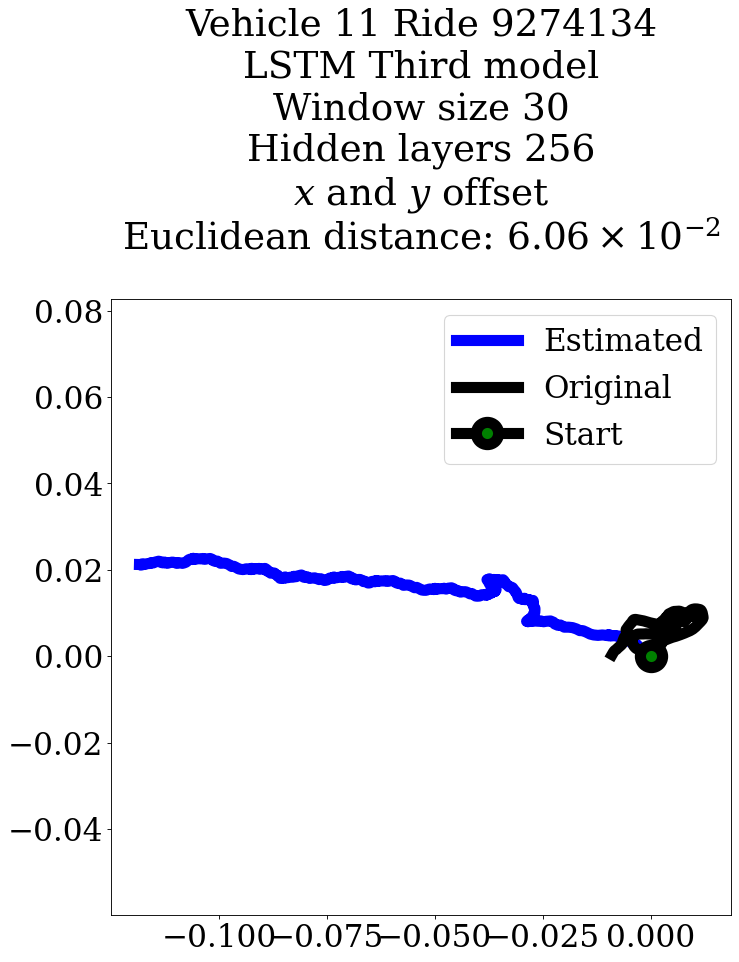 Vehicle 11 Ride 9274134
LSTM Third model
Window size 30
Hidden layers 256
x and y offset
Euclidean distance: 6.06 × 10⁻²
Estimated
Original
Start
0.08
0.06
0.04
0.02
0.00
−0.02
−0.04
−0.100 −0.075 −0.050 −0.025 0.000